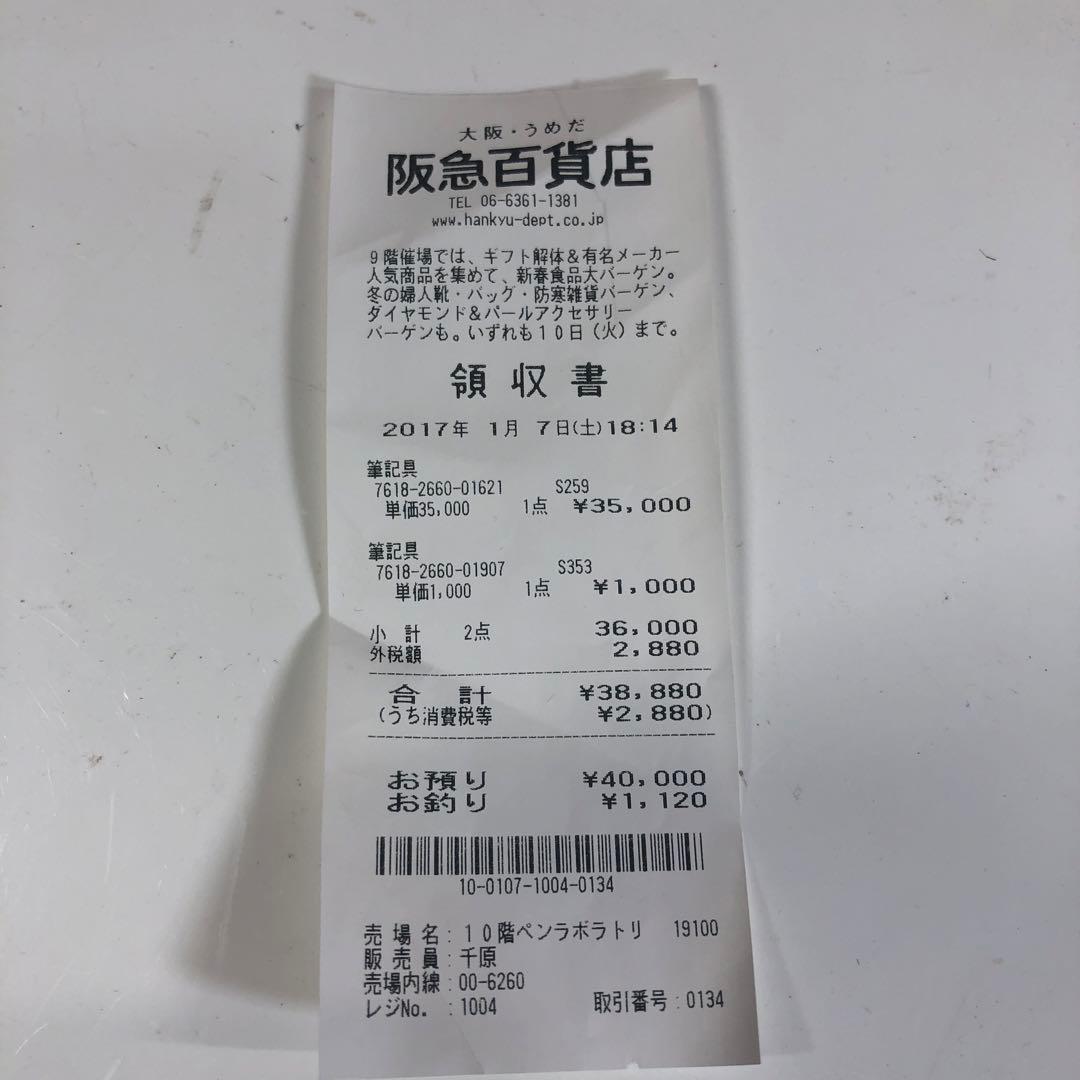 大阪・うめだ
阪急百貨店
TEL 06-6361-1381
www.hankyu-dept.co.jp
9階催場では、ギフト解体&有名メーカー
人気商品を集めて、新春食品大バーゲン。
冬の婦人靴・バッグ・防寒雑貨バーゲン、
ダイヤモンド&パールアクセサリー
バーゲンも。いずれも10日(火)まで。
領収書
2017年 1月 7日(土)18:14
筆記具
7618-2660-01621 S259
単価35,000 1点 ¥35,000
筆記具
7618-2660-01907 S353
単価1,000 1点 ¥1,000
小計 2点 36,000
外税額 2,880
合計 ¥38,880
(うち消費税等 ¥2,880)
お預り ¥40,000
お釣り ¥1,120
10-0107-1004-0134
売場名:10階ペンラボラトリ 19100
販売員:千原
売場内線:00-6260
レジNo. :1004 取引番号:0134